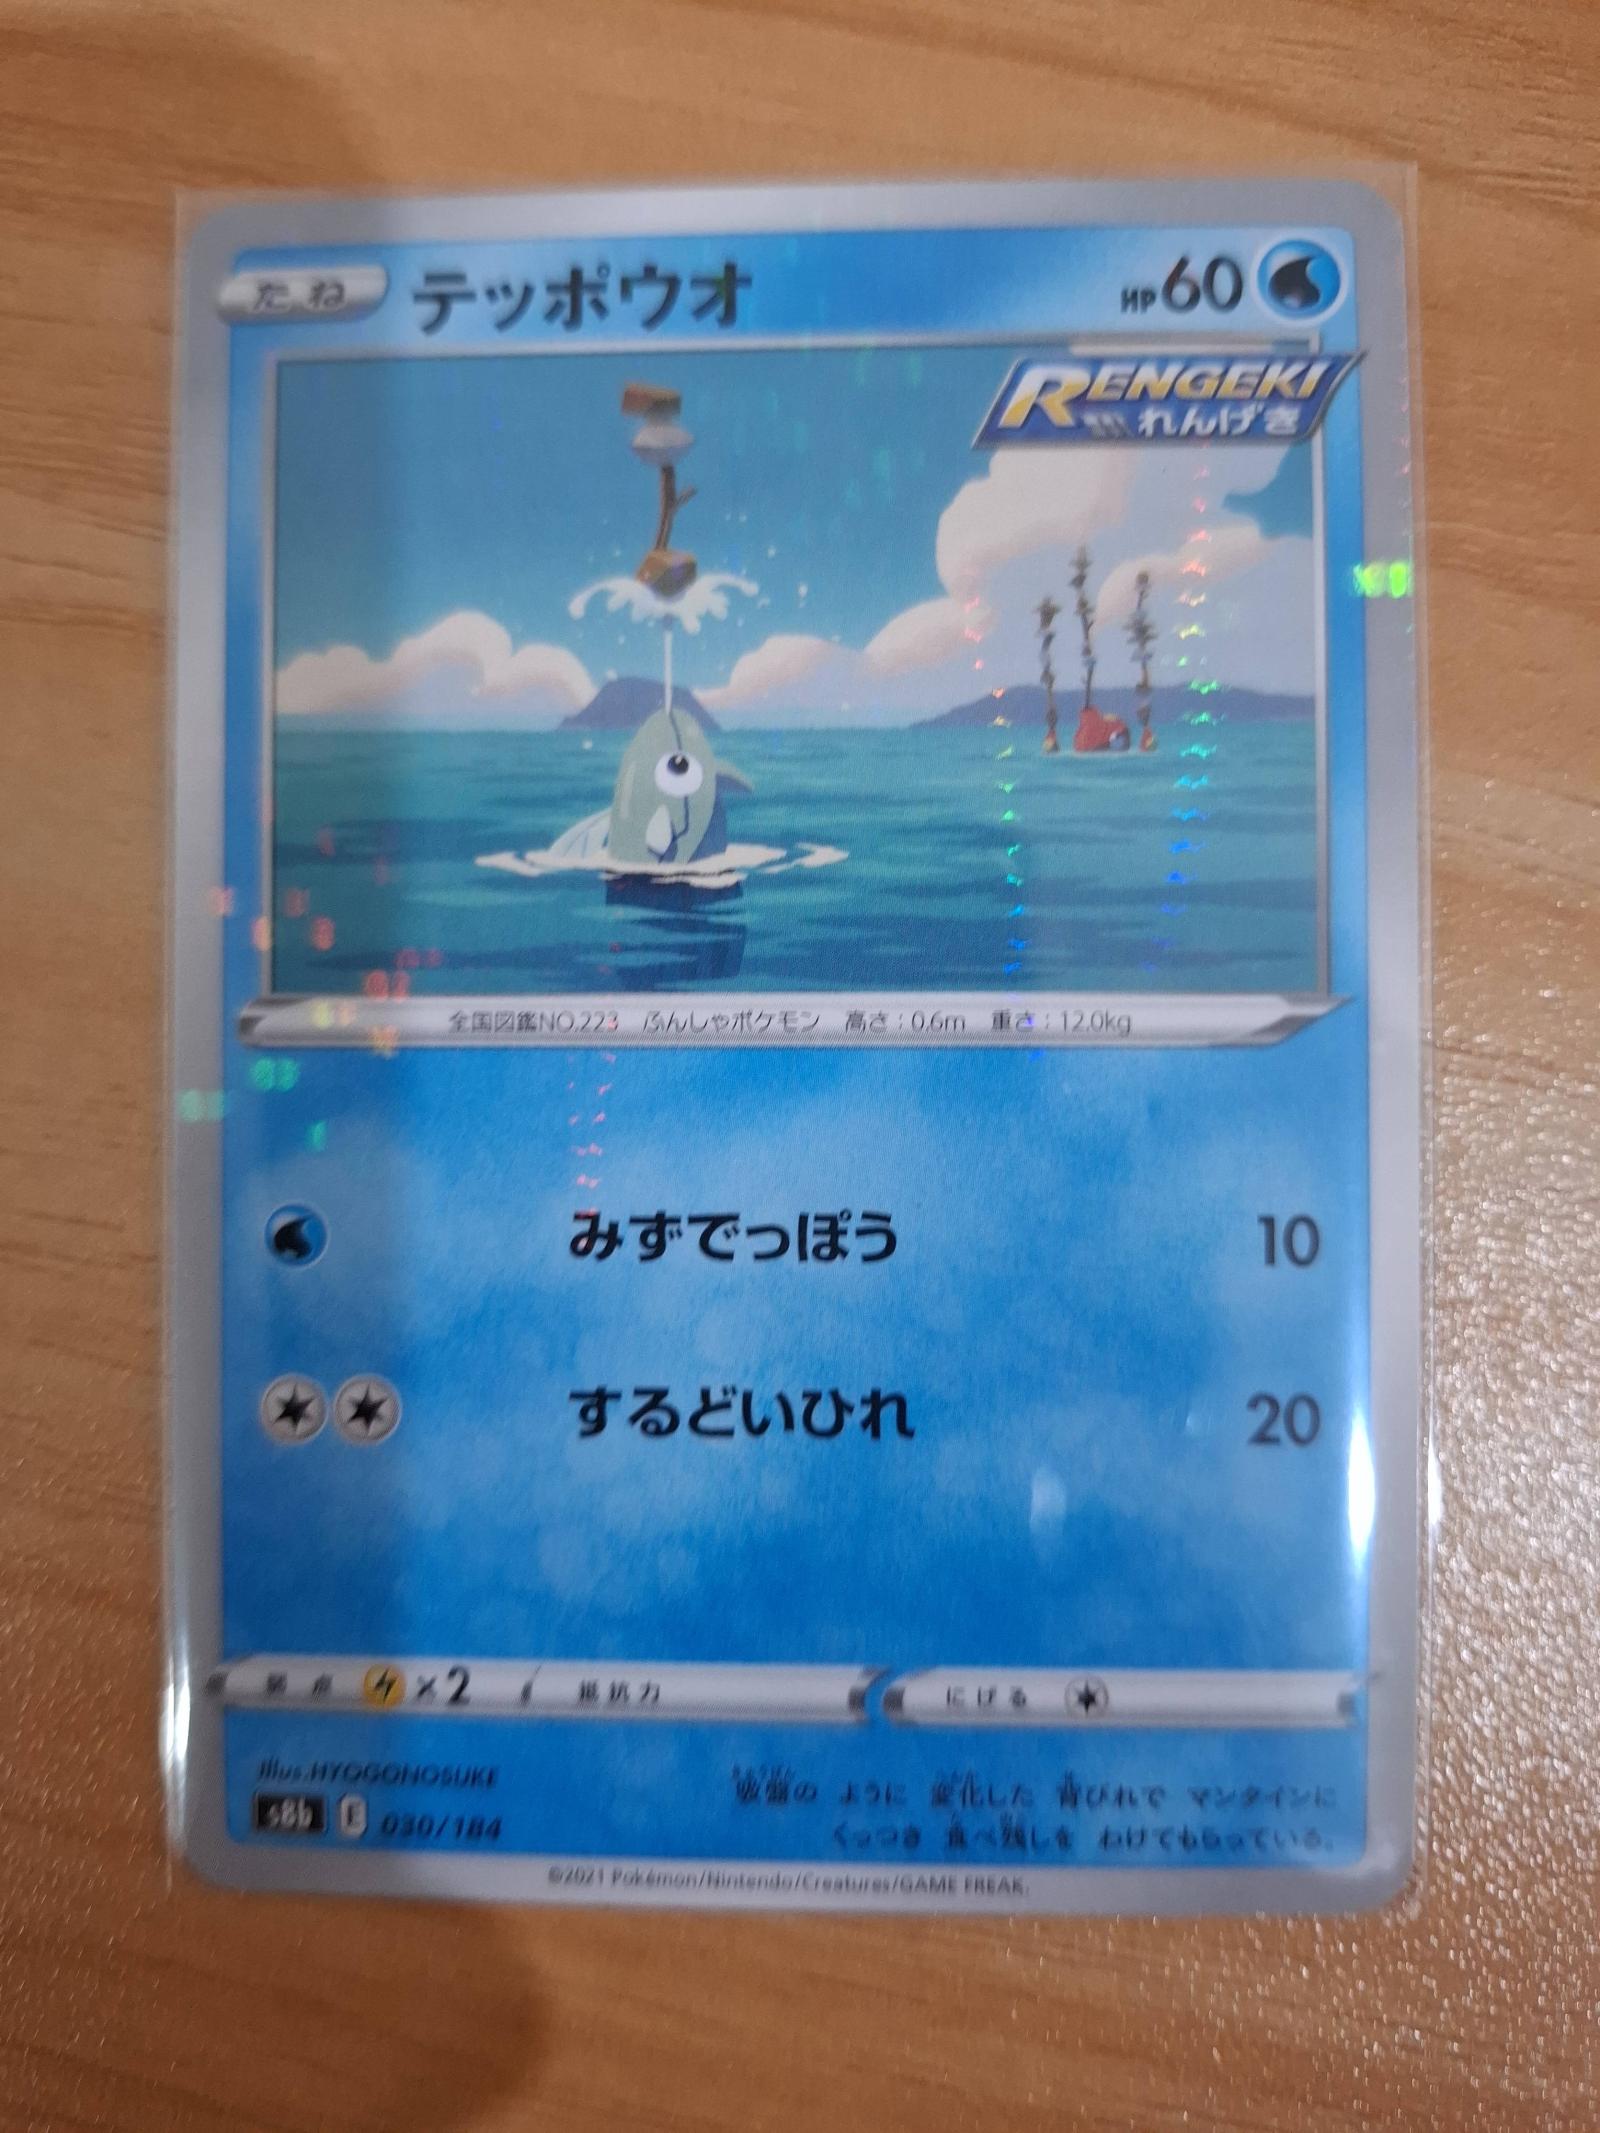 たね テッポウオ HP60
RENGEKI
れんげき
全国図鑑NO.223 ふんしゃポケモン 高さ:0.6m 重さ:12.0kg
みずでっぽう 10
するどいひれ 20
弱点 ×2 抵抗力 にげる
illus.HYOGONOSUKE
s8b E 030/184
吸盤の ように 変化した 背びれで マンタインに
くっつき 食べ残しを わけてもらっている。
©2021 Pokémon/Nintendo/Creatures/GAME FREAK.